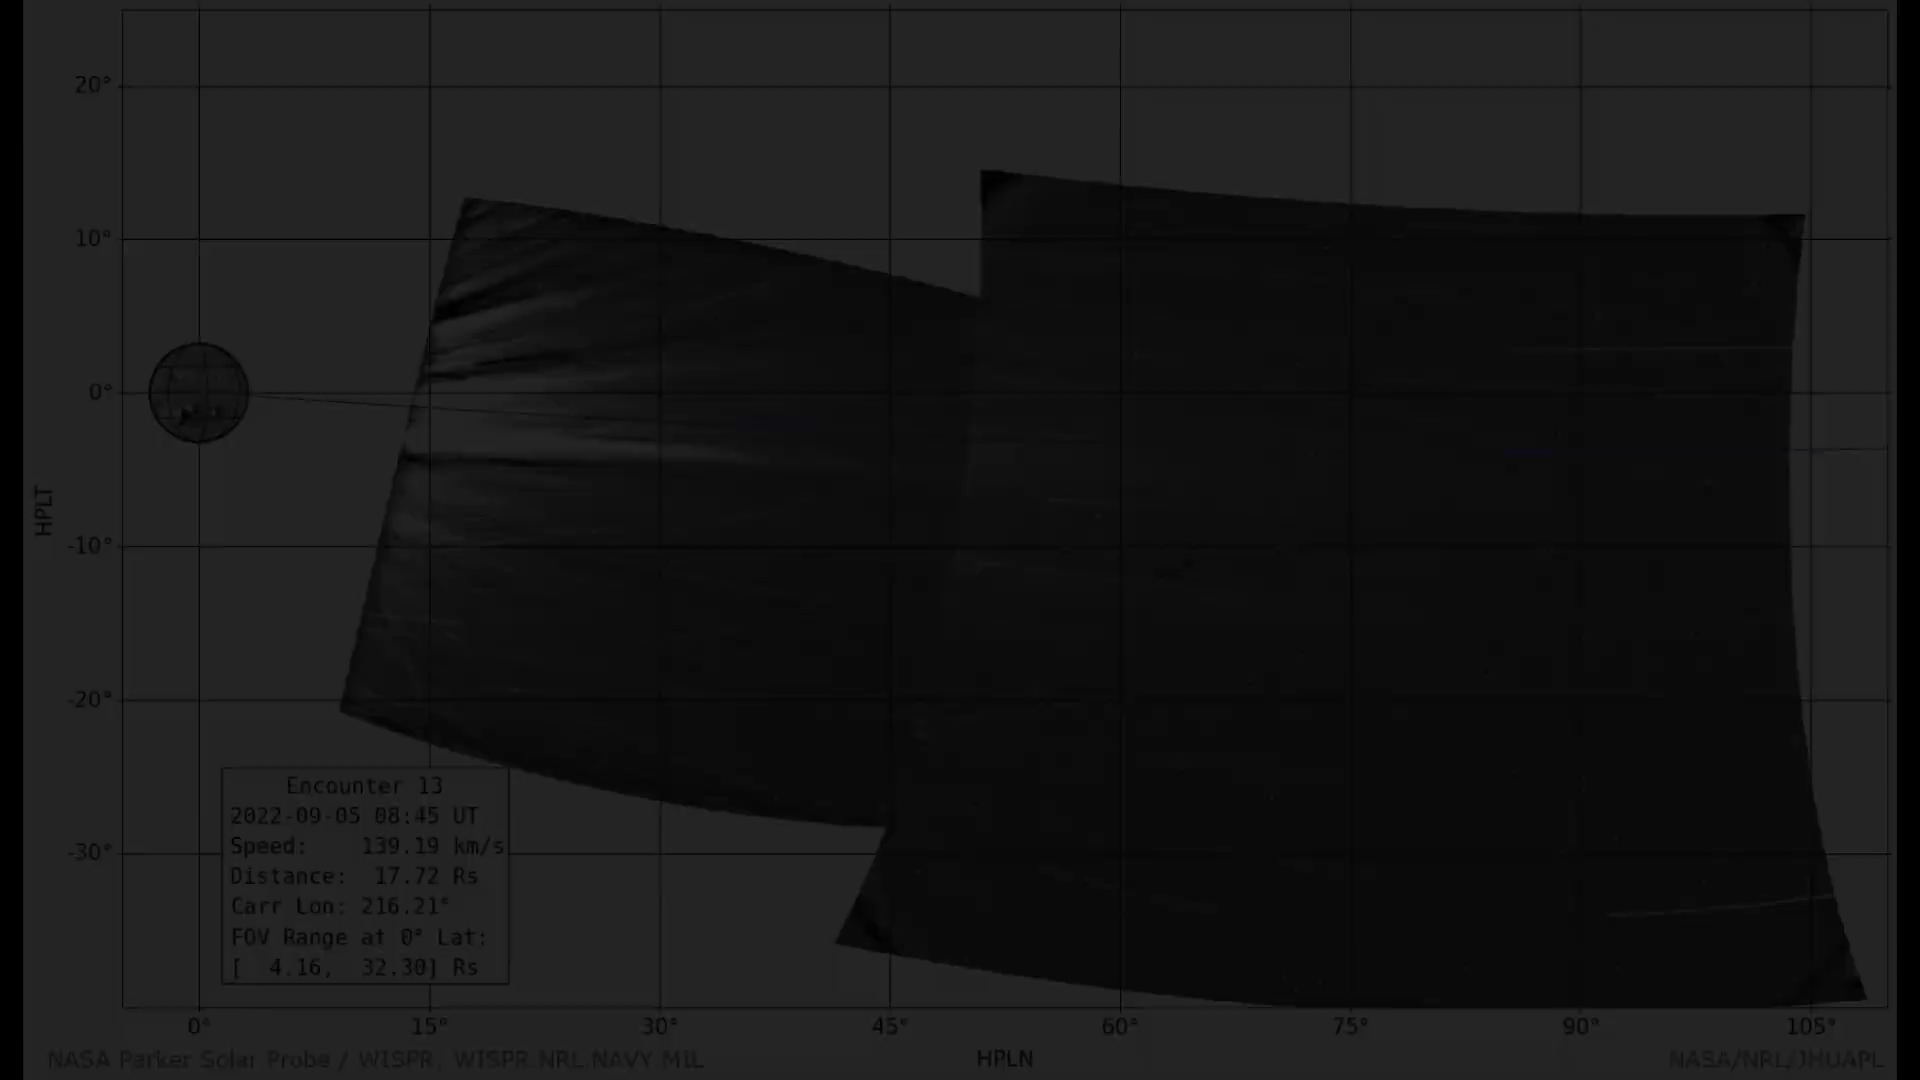 20°
10°
0°
-10°
-20°
-30°
HPLT
Encounter 13
2022-09-05 08:45 UT
Speed: 139.19 km/s
Distance: 17.72 Rs
Carr Lon: 216.21°
FOV Range at 0° Lat:
[ 4.16, 32.30] Rs
0° 15° 30° 45° 60° 75° 90° 105°
HPLN
NASA Parker Solar Probe / WISPR, WISPR.NRL.NAVY.MIL
NASA/NRL/JHUAPL